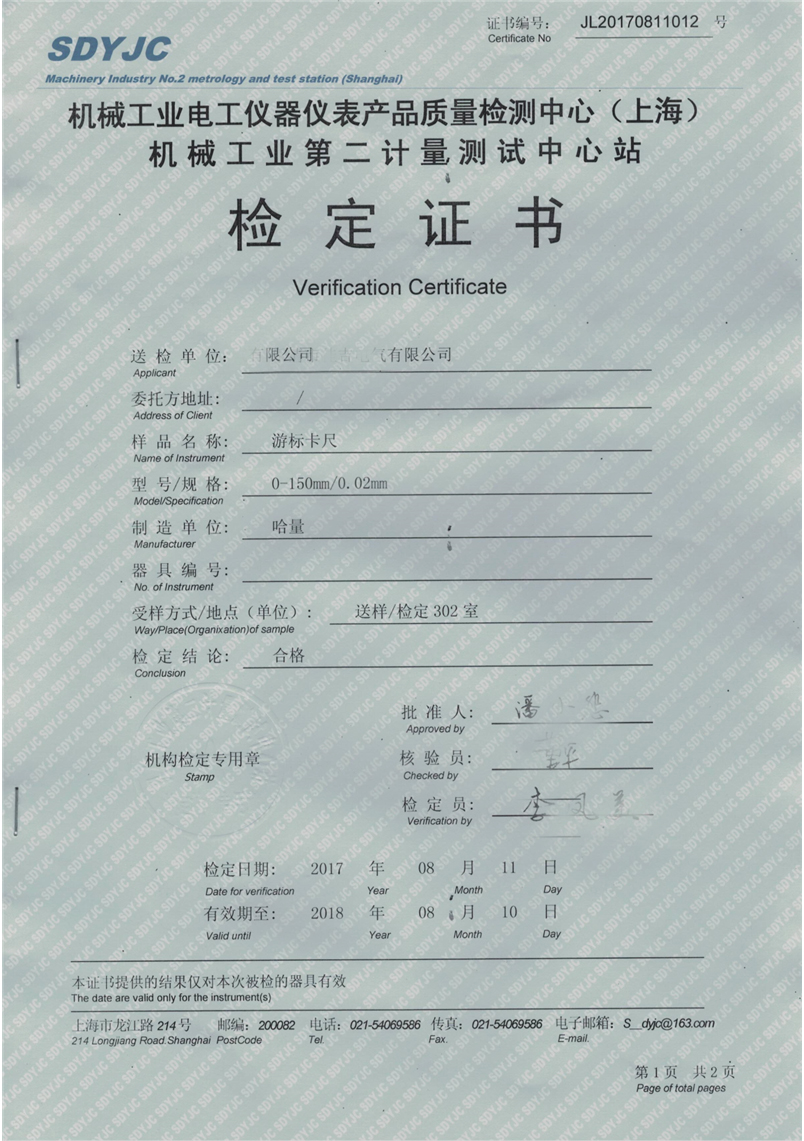 证书编号: JL20170811012 号
Certificate No
SDYJC
Machinery Industry No.2 metrology and test station (Shanghai)
机械工业电工仪器仪表产品质量检测中心（上海）
机械工业第二计量测试中心站
检定证书
Verification Certificate
送检单位: 有限公司 气有限公司
Applicant
委托方地址: /
Address of Client
样品名称: 游标卡尺
Name of Instrument
型号/规格: 0-150mm/0.02mm
Model/Specification
制造单位: 哈量
Manufacturer
器具编号:
No. of Instrument
受样方式/地点（单位）: 送样/检定302室
Way/Place(Organixation)of sample
检定结论: 合格
Conclusion
批准人: 潘
Approved by
机构检定专用章
Stamp
核验员:
Checked by
检定员: 李
Verification by
检定日期: 2017 年 08 月 11 日
Date for verification Year Month Day
有效期至: 2018 年 08 月 10 日
Valid until Year Month Day
本证书提供的结果仅对本次被检的器具有效
The date are valid only for the instrument(s)
上海市龙江路 214 号 邮编: 200082 电话: 021-54069586 传真: 021-54069586 电子邮箱: S__dyjc@163.com
214 Longjiang Road.Shanghai PostCode Tel. Fax. E-mail.
第1页 共2页
Page of total pages